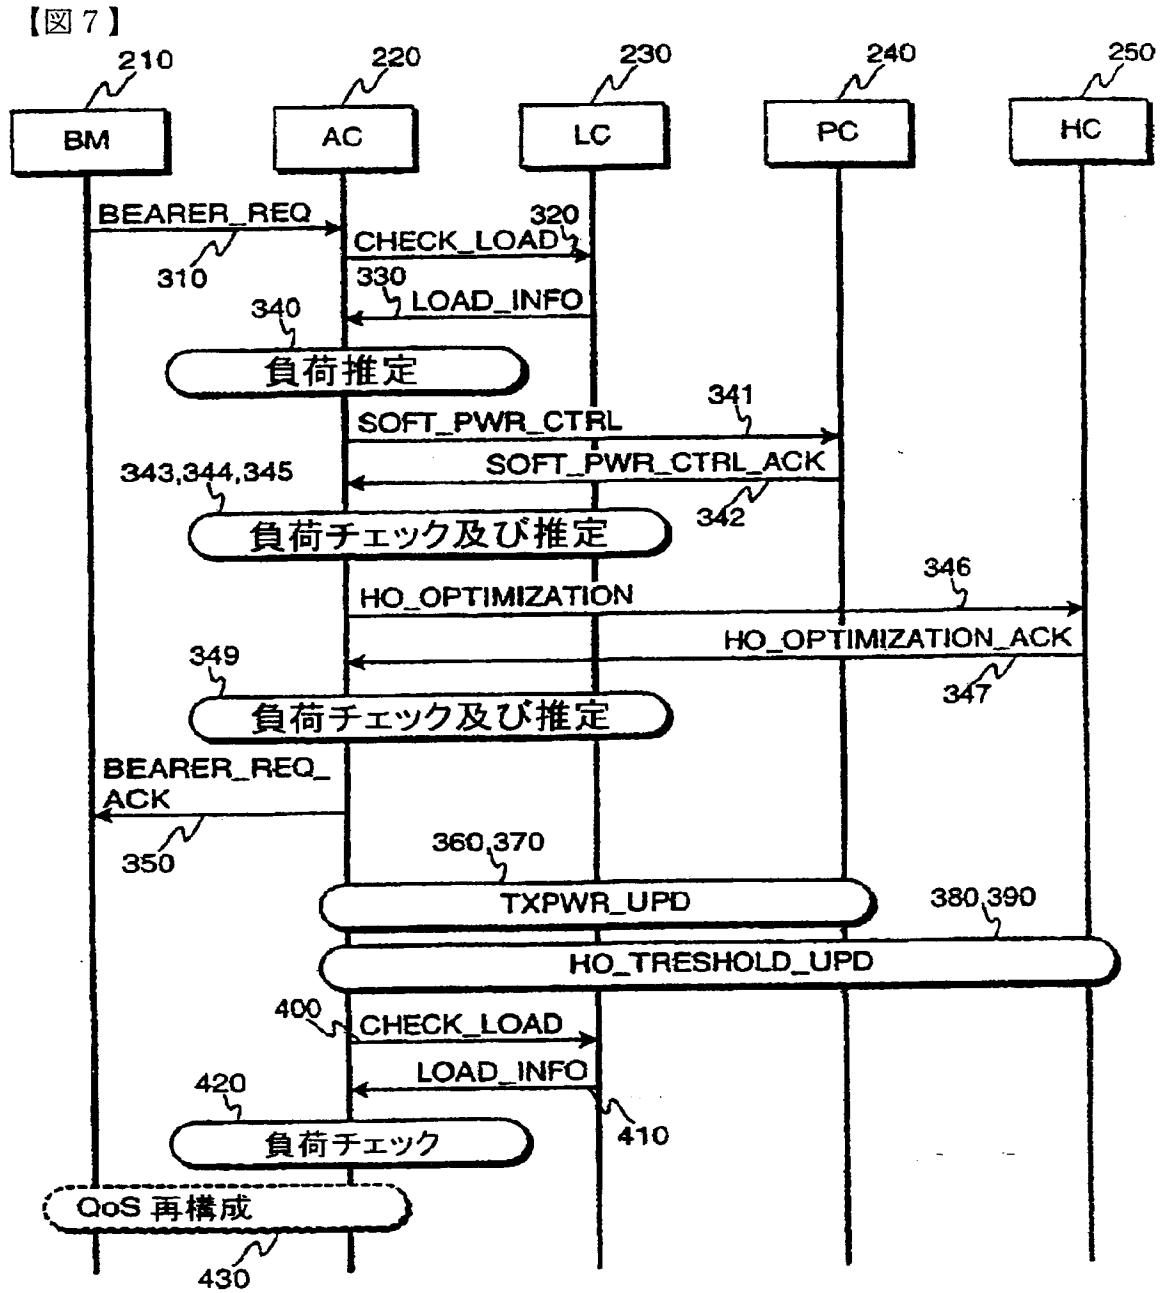 【図７】
210
220
230
240
250
BM
AC
LC
PC
HC
BEARER_REQ
310
CHECK_LOAD
320
330
LOAD_INFO
340
負荷推定
SOFT_PWR_CTRL
341
SOFT_PWR_CTRL_ACK
342
343,344,345
負荷チェック及び推定
HO_OPTIMIZATION
346
HO_OPTIMIZATION_ACK
347
349
負荷チェック及び推定
BEARER_REQ_
ACK
350
360,370
TXPWR_UPD
380,390
HO_TRESHOLD_UPD
400
CHECK_LOAD
LOAD_INFO
410
420
負荷チェック
QoS 再構成
430